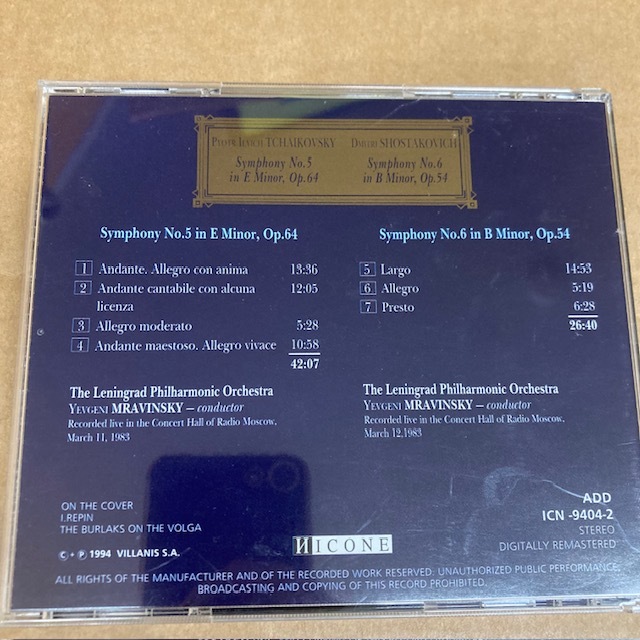 PYOTR ILYICH TCHAIKOVSKY
Symphony No.5
in E Minor, Op.64
DMITRI SHOSTAKOVICH
Symphony No.6
in B Minor, Op.54
Symphony No.5 in E Minor, Op.64
1 Andante. Allegro con anima 13:36
2 Andante cantabile con alcuna 12:05
licenza
3 Allegro moderato 5:28
4 Andante maestoso. Allegro vivace 10:58
42:07
The Leningrad Philharmonic Orchestra
YEVGENI MRAVINSKY – conductor
Recorded live in the Concert Hall of Radio Moscow,
March 11, 1983
Symphony No.6 in B Minor, Op.54
5 Largo 14:53
6 Allegro 5:19
7 Presto 6:28
26:40
The Leningrad Philharmonic Orchestra
YEVGENI MRAVINSKY – conductor
Recorded live in the Concert Hall of Radio Moscow,
March 12,1983
ON THE COVER
I.REPIN
THE BURLAKS ON THE VOLGA
© + ℗ 1994 VILLANIS S.A.
ИICONE
ADD
ICN -9404-2
STEREO
DIGITALLY REMASTERED
ALL RIGHTS OF THE MANUFACTURER AND OF THE RECORDED WORK RESERVED. UNAUTHORIZED PUBLIC PERFORMANCE,
BROADCASTING AND COPYING OF THIS RECORD PROHIBITED.